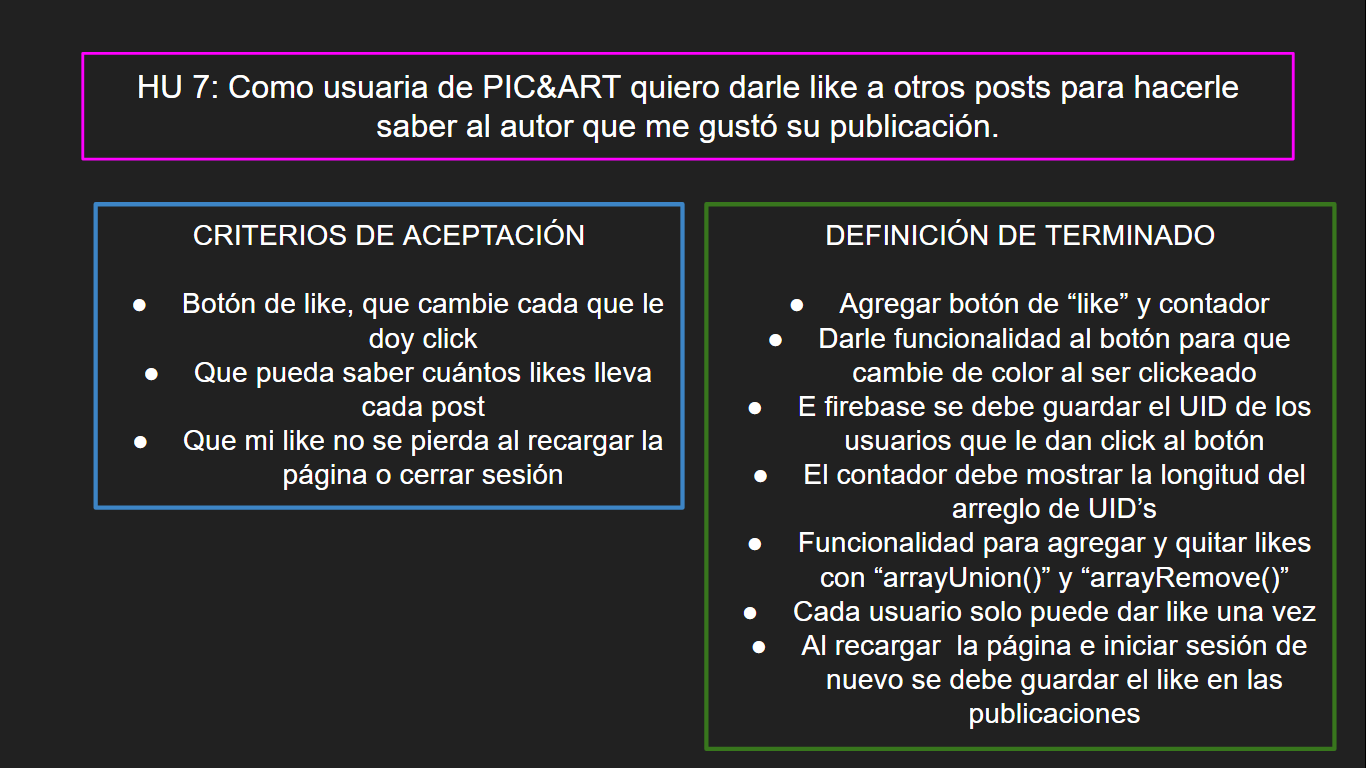 HU 7: Como usuaria de PIC&ART quiero darle like a otros posts para hacerle
saber al autor que me gustó su publicación.
CRITERIOS DE ACEPTACIÓN
● Botón de like, que cambie cada que le
doy click
● Que pueda saber cuántos likes lleva
cada post
● Que mi like no se pierda al recargar la
página o cerrar sesión
DEFINICIÓN DE TERMINADO
● Agregar botón de “like” y contador
● Darle funcionalidad al botón para que
cambie de color al ser clickeado
● E firebase se debe guardar el UID de los
usuarios que le dan click al botón
● El contador debe mostrar la longitud del
arreglo de UID’s
● Funcionalidad para agregar y quitar likes
con “arrayUnion()” y “arrayRemove()”
● Cada usuario solo puede dar like una vez
● Al recargar  la página e iniciar sesión de
nuevo se debe guardar el like en las
publicaciones